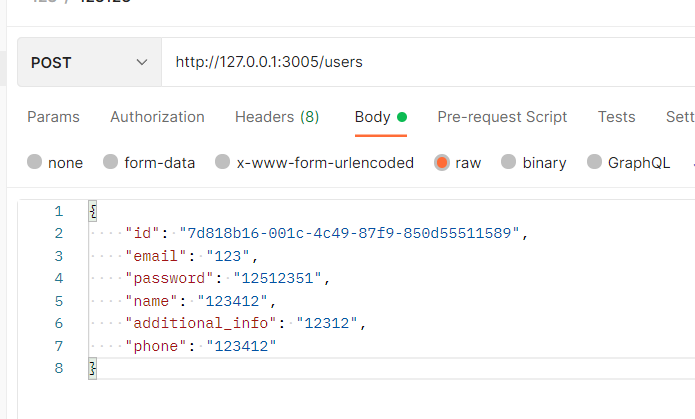 POST http://127.0.0.1:3005/users
Params Authorization Headers (8) Body Pre-request Script Tests Sett
none form-data x-www-form-urlencoded raw binary GraphQL
1 {
2 "id": "7d818b16-001c-4c49-87f9-850d55511589",
3 "email": "123",
4 "password": "12512351",
5 "name": "123412",
6 "additional_info": "12312",
7 "phone": "123412"
8 }